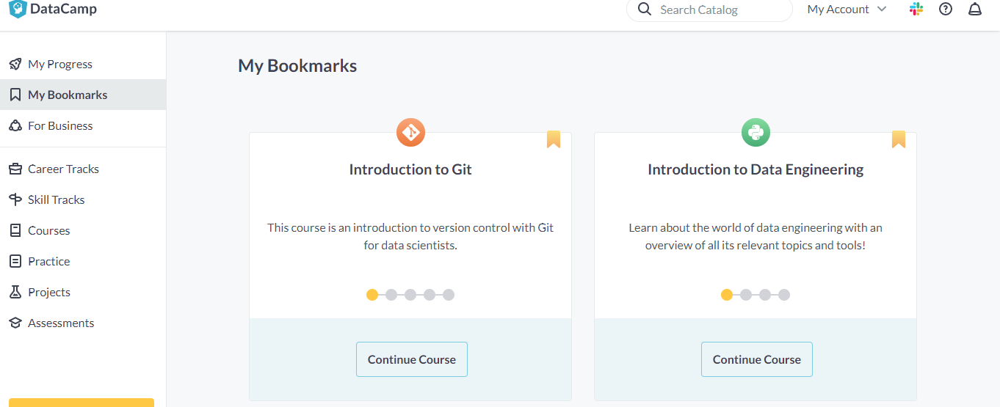 DataCamp
Search Catalog
My Account
My Progress
My Bookmarks
For Business
Career Tracks
Skill Tracks
Courses
Practice
Projects
Assessments
My Bookmarks
Introduction to Git
This course is an introduction to version control with Git
for data scientists.
Continue Course
Introduction to Data Engineering
Learn about the world of data engineering with an
overview of all its relevant topics and tools!
Continue Course